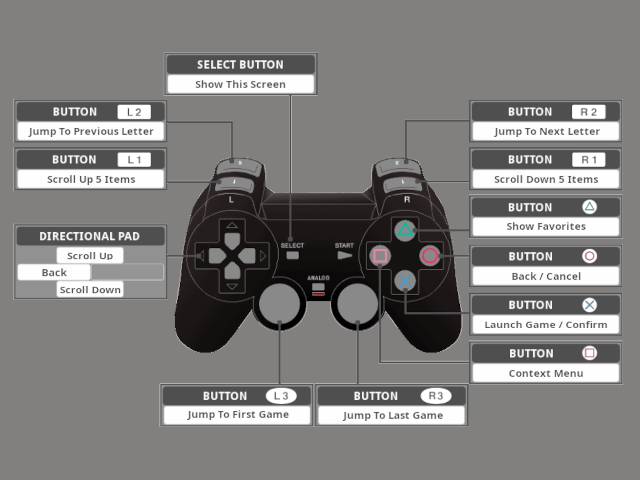 SELECT BUTTON
Show This Screen
BUTTON L2
Jump To Previous Letter
BUTTON R2
Jump To Next Letter
BUTTON L1
Scroll Up 5 Items
BUTTON R1
Scroll Down 5 Items
L
R
BUTTON
Show Favorites
DIRECTIONAL PAD
Scroll Up
Back
Scroll Down
SELECT
START
ANALOG
BUTTON
Back / Cancel
BUTTON
Launch Game / Confirm
BUTTON
Context Menu
BUTTON L3
Jump To First Game
BUTTON R3
Jump To Last Game